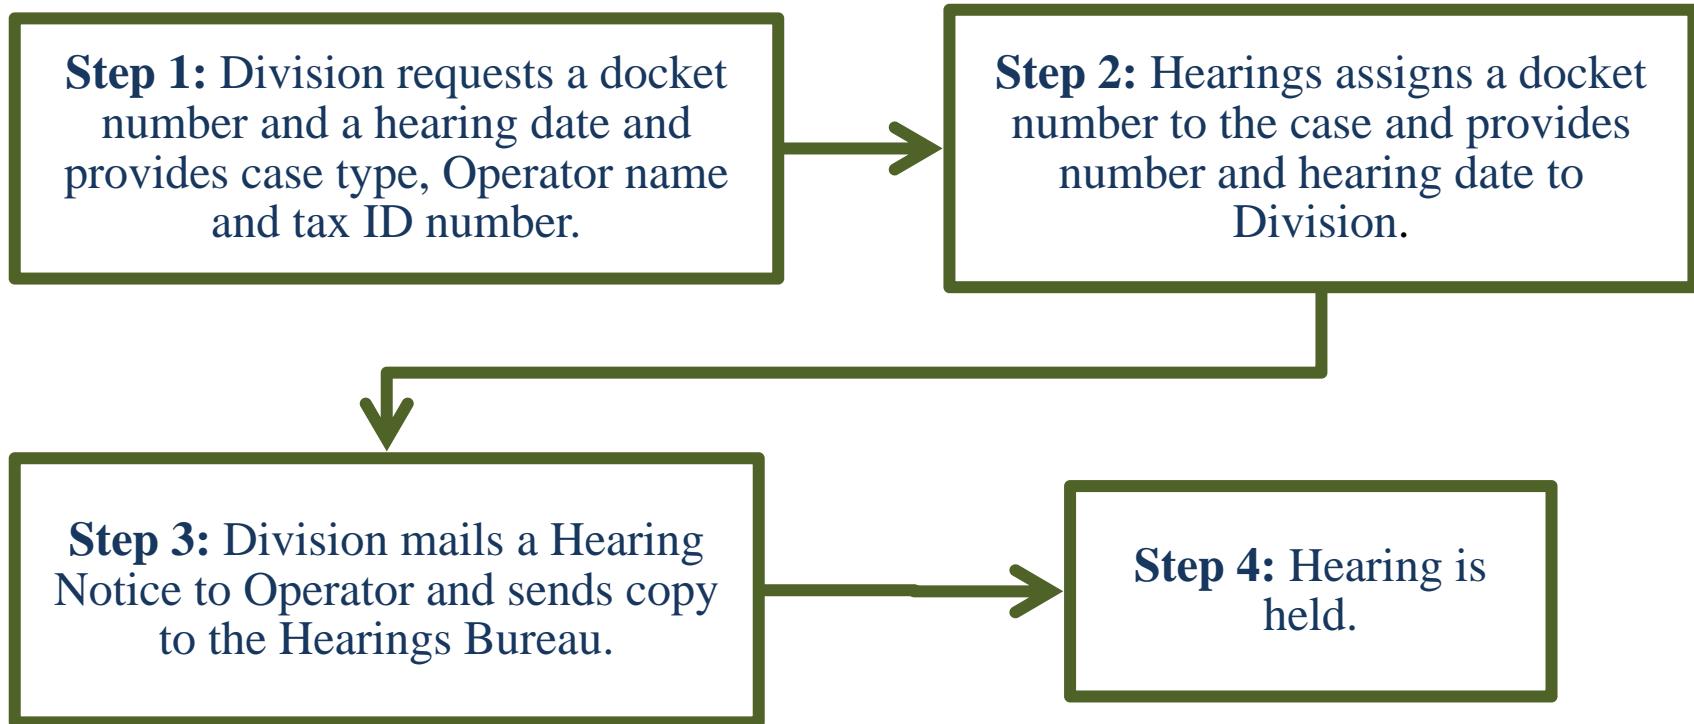 Step 1: Division requests a docket
number and a hearing date and
provides case type, Operator name
and tax ID number.
Step 2: Hearings assigns a docket
number to the case and provides
number and hearing date to
Division.
Step 3: Division mails a Hearing
Notice to Operator and sends copy
to the Hearings Bureau.
Step 4: Hearing is
held.